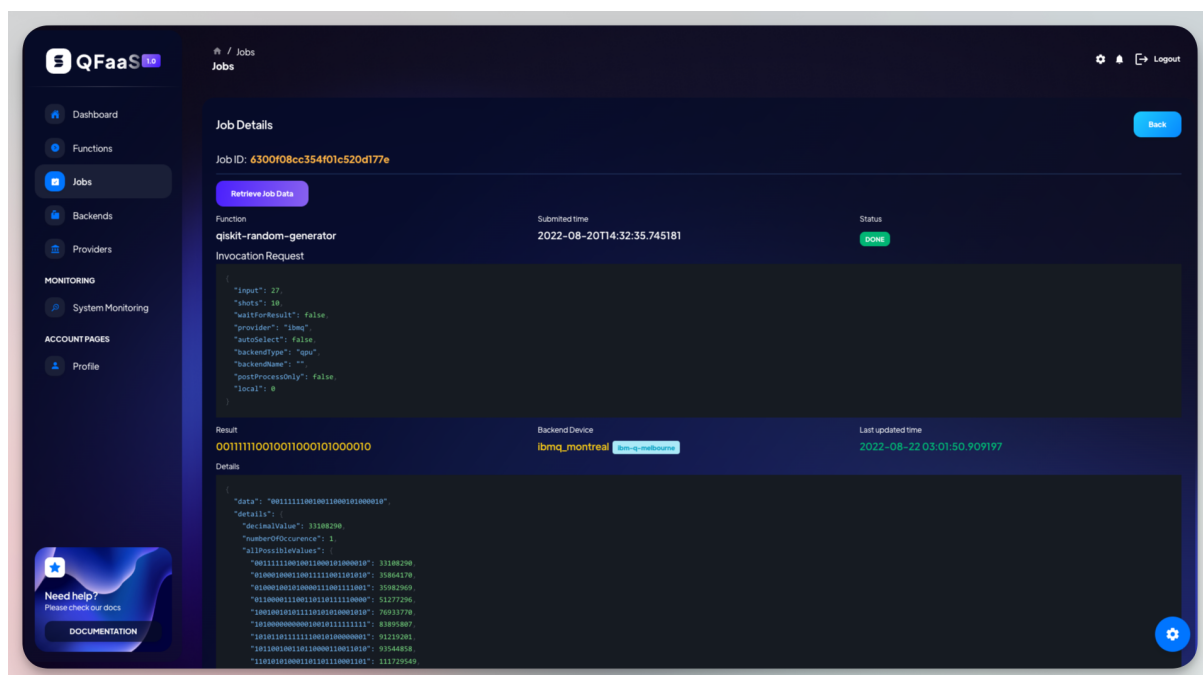 QFaaS 1.0
/ Jobs
Jobs
Logout
Dashboard
Functions
Jobs
Backends
Providers
MONITORING
System Monitoring
ACCOUNT PAGES
Profile
Need help?
Please check our docs
DOCUMENTATION
Job Details
Back
Job ID: 6300f08cc354f01c520d177e
Retrieve Job Data
Function Submited time Status
qiskit-random-generator 2022-08-20T14:32:35.745181 DONE
Invocation Request
{
"input": 27,
"shots": 10,
"waitForResult": false,
"provider": "ibmq",
"autoSelect": false,
"backendType": "qpu",
"backendName": "",
"postProcessOnly": false,
"local": 0
}
Result Backend Device Last updated time
001111110010011000101000010 ibmq_montreal ibm-q-melbourne 2022-08-22 03:01:50.909197
Details
{
"data": "001111110010011000101000010",
"details": {
"decimalValue": 33108290,
"numberOfOccurence": 1,
"allPossibleValues": {
"001111110010011000101000010": 33108290,
"010001000110011111001101010": 35864170,
"010001001010000111001111001": 35982969,
"011000011100110110111110000": 51277296,
"100100101011110101010001010": 76933770,
"101000000000010010111111111": 83895807,
"101011011111110010100000001": 91219201,
"101100100110110000110011010": 93544858,
"110101010001101101110001101": 111729549,